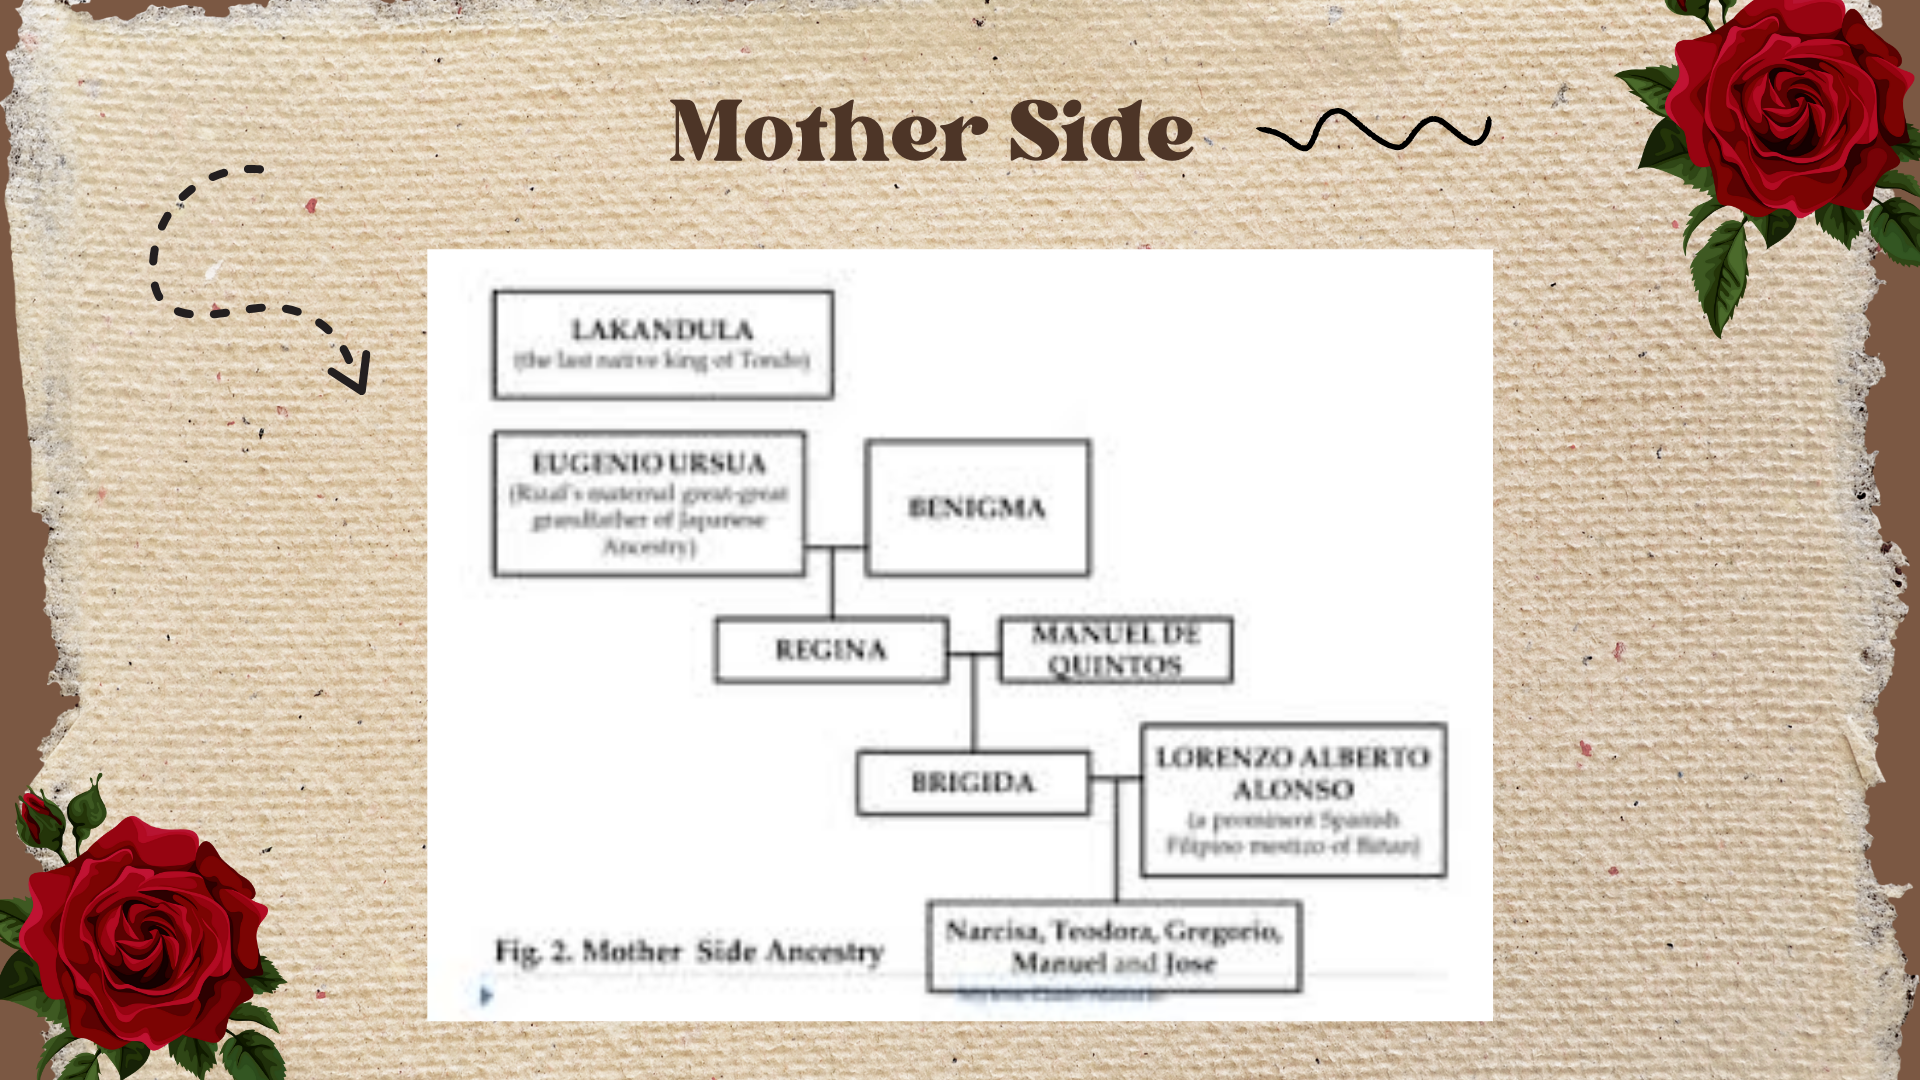 Mother Side
LAKANDULA
(the last native king of Tondo)
EUGENIO URSUA
(Rizal's maternal great-great
grandfather of Japanese
Ancestry)
BENIGMA
REGINA
MANUEL DE
QUINTOS
BRIGIDA
LORENZO ALBERTO
ALONSO
(a prominent Spanish
Filipino mestizo of Biñan)
Narcisa, Teodora, Gregorio,
Manuel and Jose
Fig. 2. Mother Side Ancestry